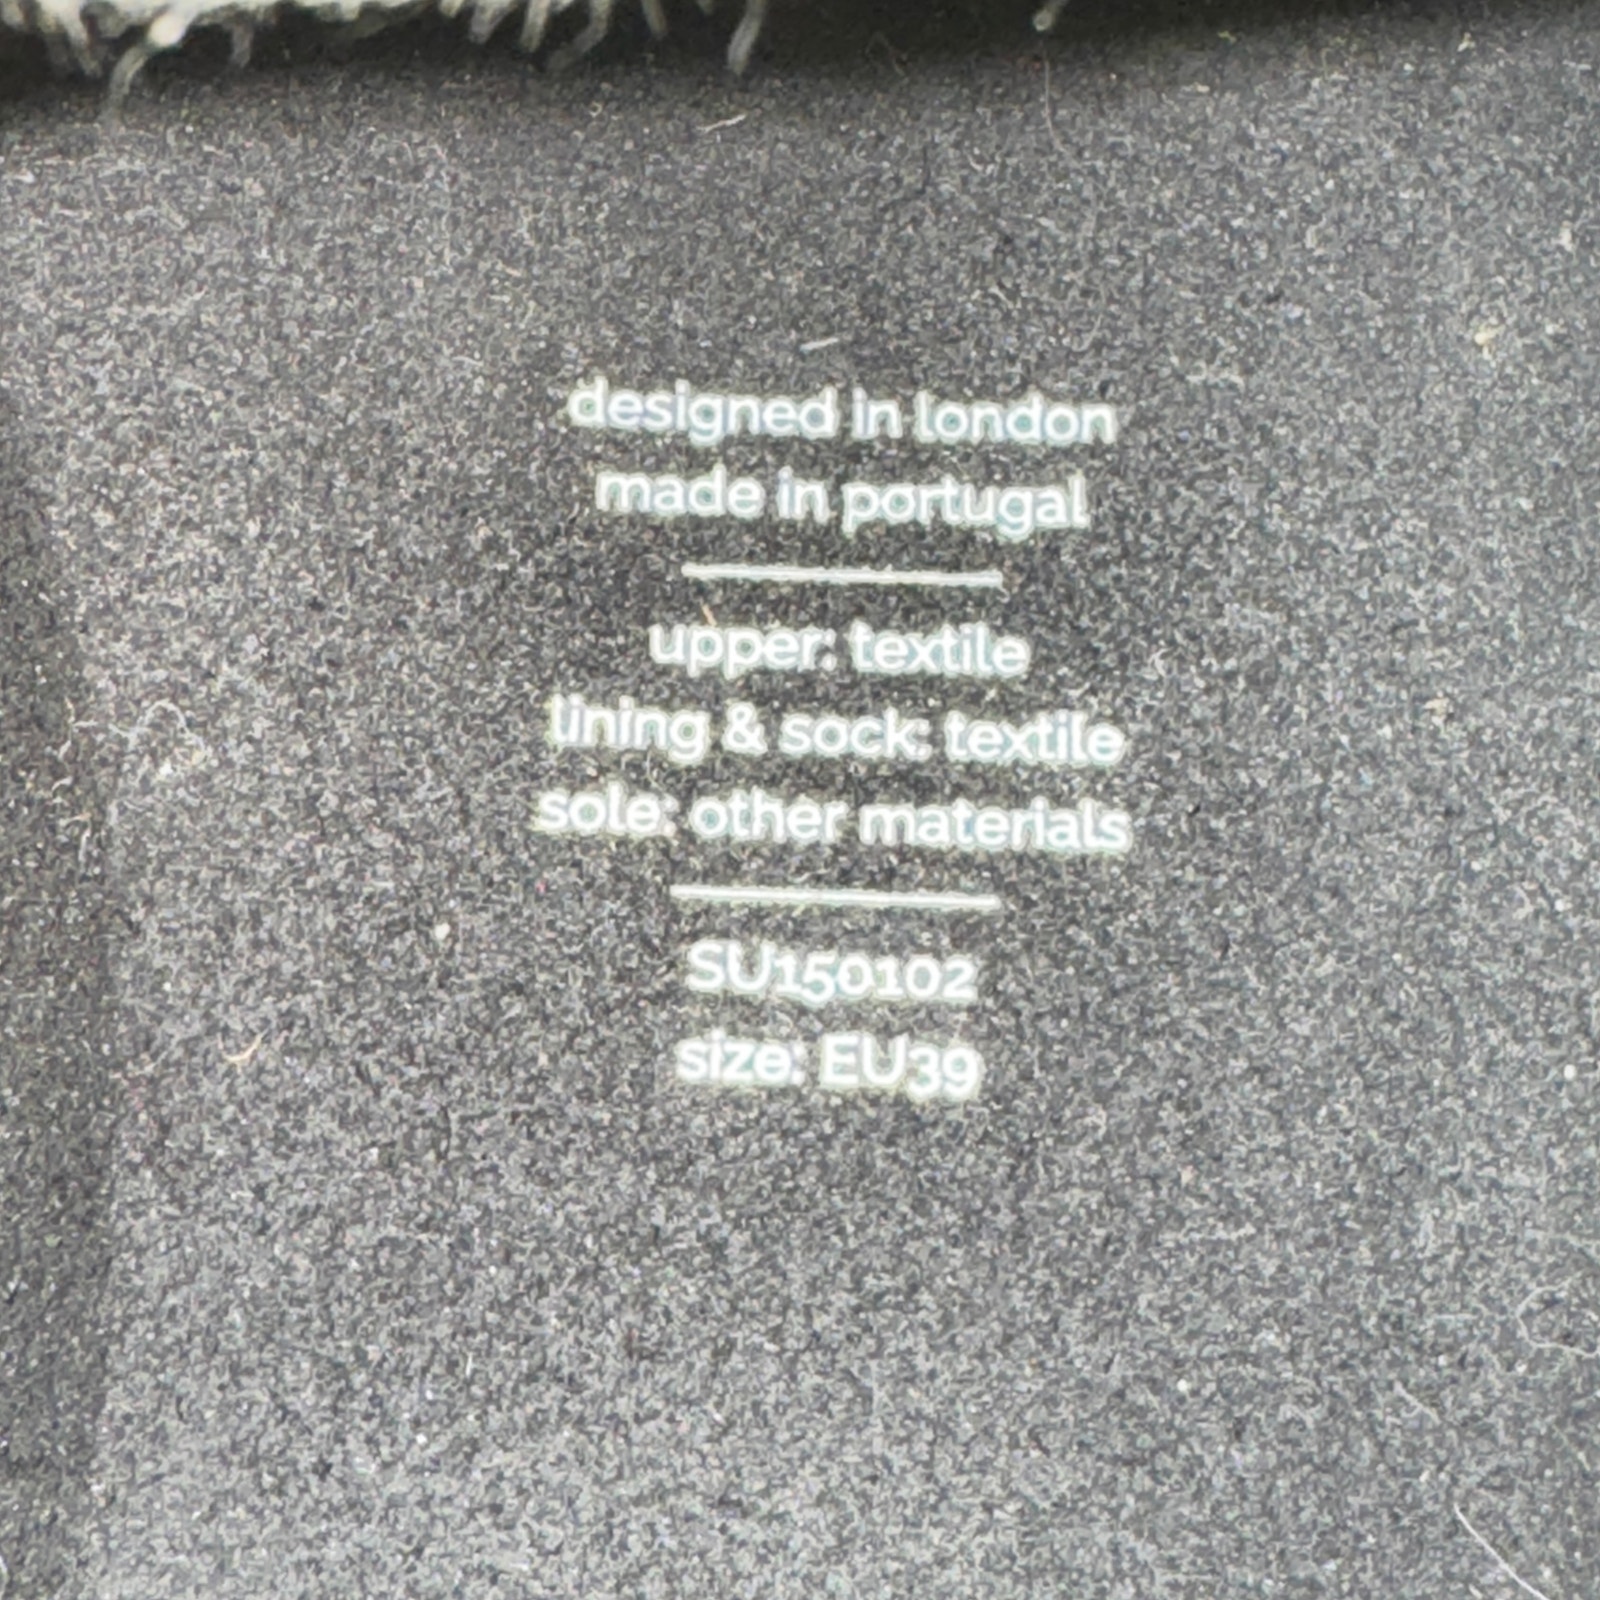 designed in london
made in portugal
upper: textile
lining & sock: textile
sole: other materials
SU150102
size: EU39